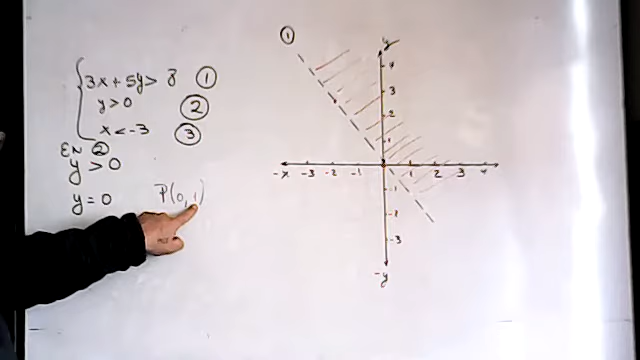 3x + 5y > 8 ①
y > 0 ②
x < -3 ③
EN ②
y > 0
y = 0 P(0,1)
①
y
4
3
2
1
-x -3 -2 -1 0 1 2 3 4
-1
-2
-3
-y